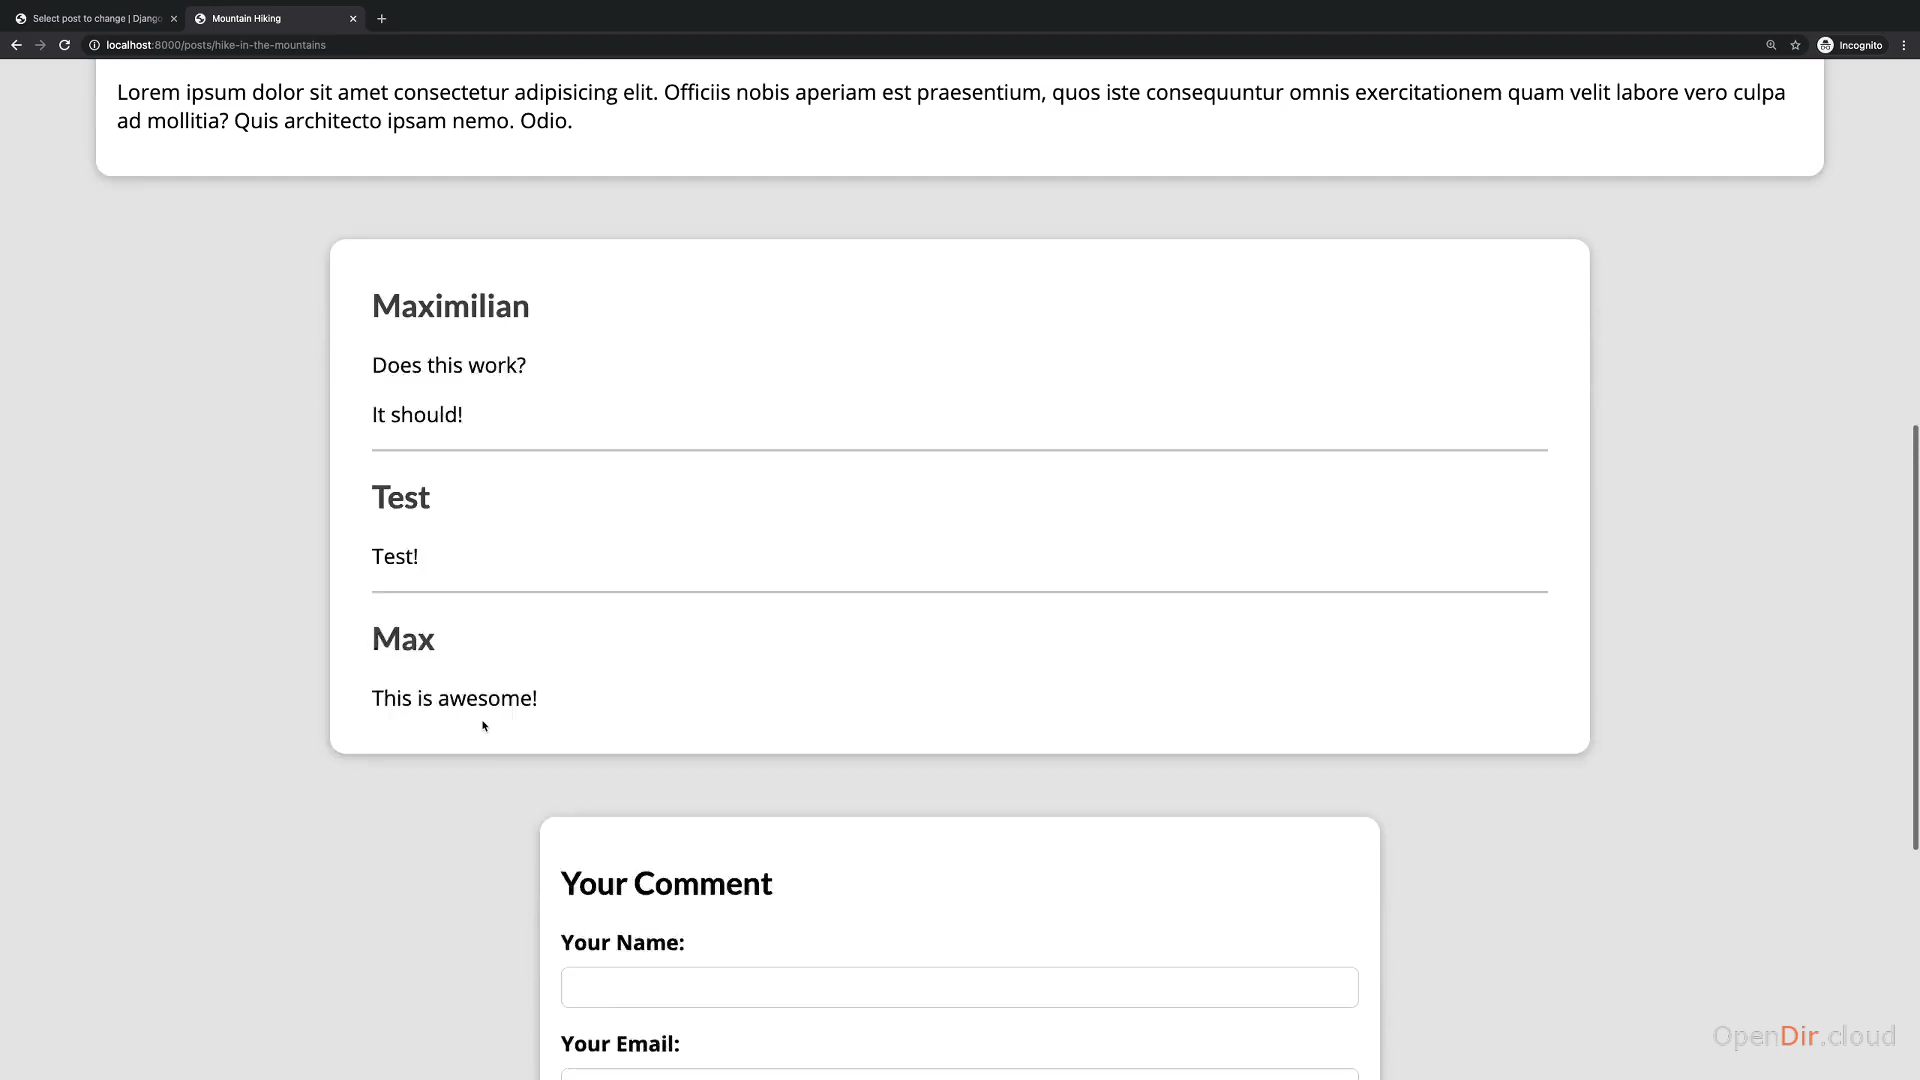 Select post to change | Django
Mountain Hiking
localhost:8000/posts/hike-in-the-mountains
Incognito
Lorem ipsum dolor sit amet consectetur adipisicing elit. Officiis nobis aperiam est praesentium, quos iste consequuntur omnis exercitationem quam velit labore vero culpa
ad mollitia? Quis architecto ipsam nemo. Odio.
Maximilian
Does this work?
It should!
Test
Test!
Max
This is awesome!
Your Comment
Your Name:
Your Email:
OpenDir.cloud